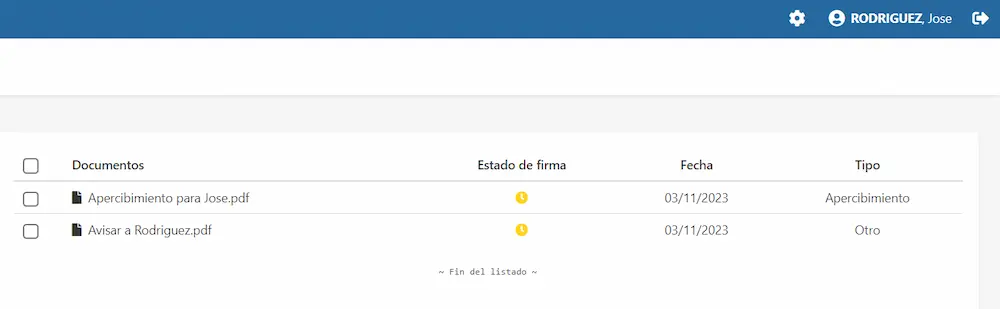 RODRIGUEZ, Jose
Documentos Estado de firma Fecha Tipo
Apercibimiento para Jose.pdf 03/11/2023 Apercibimiento
Avisar a Rodriguez.pdf 03/11/2023 Otro
~ Fin del listado ~